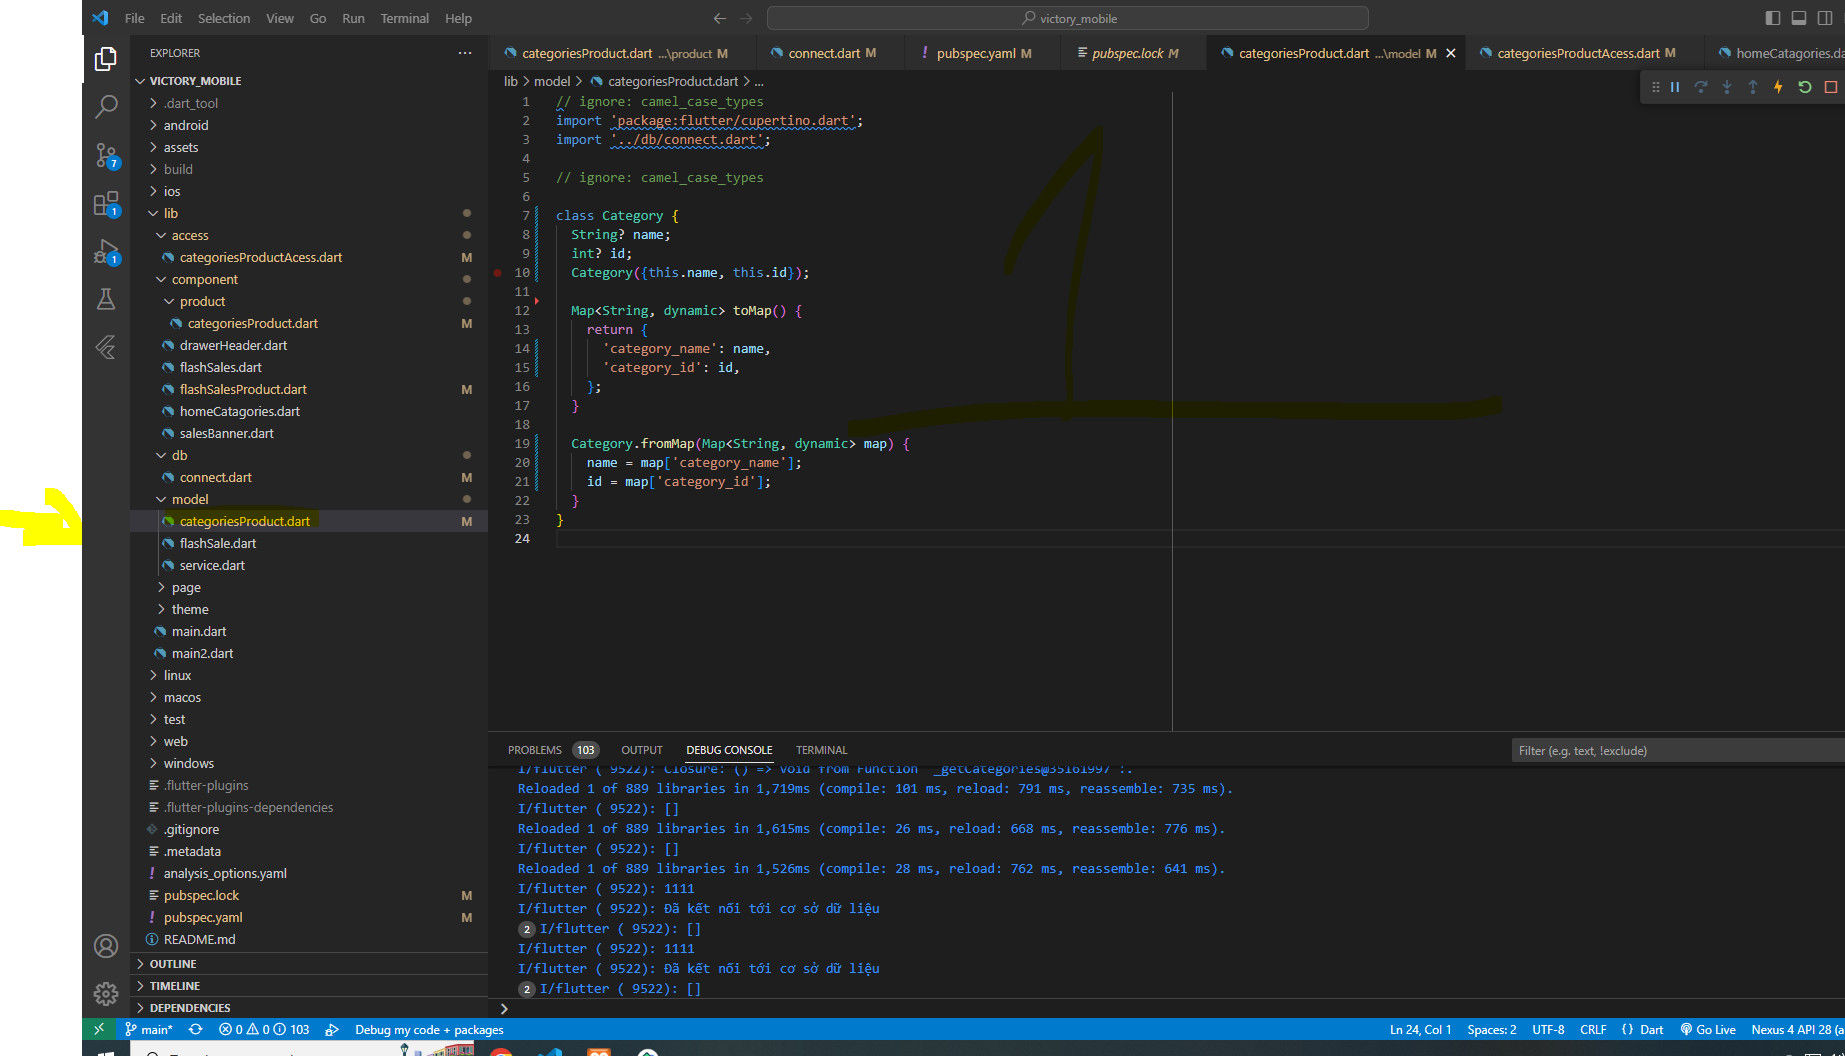 File Edit Selection View Go Run Terminal Help
victory_mobile
EXPLORER
VICTORY_MOBILE
.dart_tool
android
assets
build
ios
lib
access
categoriesProductAcess.dart M
component
product
categoriesProduct.dart M
drawerHeader.dart
flashSales.dart
flashSalesProduct.dart M
homeCatagories.dart
salesBanner.dart
db
connect.dart M
model
categoriesProduct.dart M
flashSale.dart
service.dart
page
theme
main.dart
main2.dart
linux
macos
test
web
windows
.flutter-plugins
.flutter-plugins-dependencies
.gitignore
.metadata
analysis_options.yaml
pubspec.lock M
pubspec.yaml M
README.md
OUTLINE
TIMELINE
DEPENDENCIES
7
1
1
categoriesProduct.dart ...\product M connect.dart M ! pubspec.yaml M pubspec.lock M categoriesProduct.dart ...\model M categoriesProductAcess.dart M homeCatagories.da
lib > model > categoriesProduct.dart > ...
1 // ignore: camel_case_types
2 import 'package:flutter/cupertino.dart';
3 import '../db/connect.dart';
4
5 // ignore: camel_case_types
6
7 class Category {
8 String? name;
9 int? id;
10 Category({this.name, this.id});
11
12 Map<String, dynamic> toMap() {
13 return {
14 'category_name': name,
15 'category_id': id,
16 };
17 }
18
19 Category.fromMap(Map<String, dynamic> map) {
20 name = map['category_name'];
21 id = map['category_id'];
22 }
23 }
24
1
PROBLEMS 103 OUTPUT DEBUG CONSOLE TERMINAL
Filter (e.g. text, !exclude)
I/flutter ( 9522): Closure: () => void from Function '_getCategories@35161997':.
Reloaded 1 of 889 libraries in 1,719ms (compile: 101 ms, reload: 791 ms, reassemble: 735 ms).
I/flutter ( 9522): []
Reloaded 1 of 889 libraries in 1,615ms (compile: 26 ms, reload: 668 ms, reassemble: 776 ms).
I/flutter ( 9522): []
Reloaded 1 of 889 libraries in 1,526ms (compile: 28 ms, reload: 762 ms, reassemble: 641 ms).
I/flutter ( 9522): 1111
I/flutter ( 9522): Đã kết nối tới cơ sở dữ liệu
2 I/flutter ( 9522): []
I/flutter ( 9522): 1111
I/flutter ( 9522): Đã kết nối tới cơ sở dữ liệu
2 I/flutter ( 9522): []
main* 0 0 103 Debug my code + packages Ln 24, Col 1 Spaces: 2 UTF-8 CRLF {} Dart Go Live Nexus 4 API 28 (a